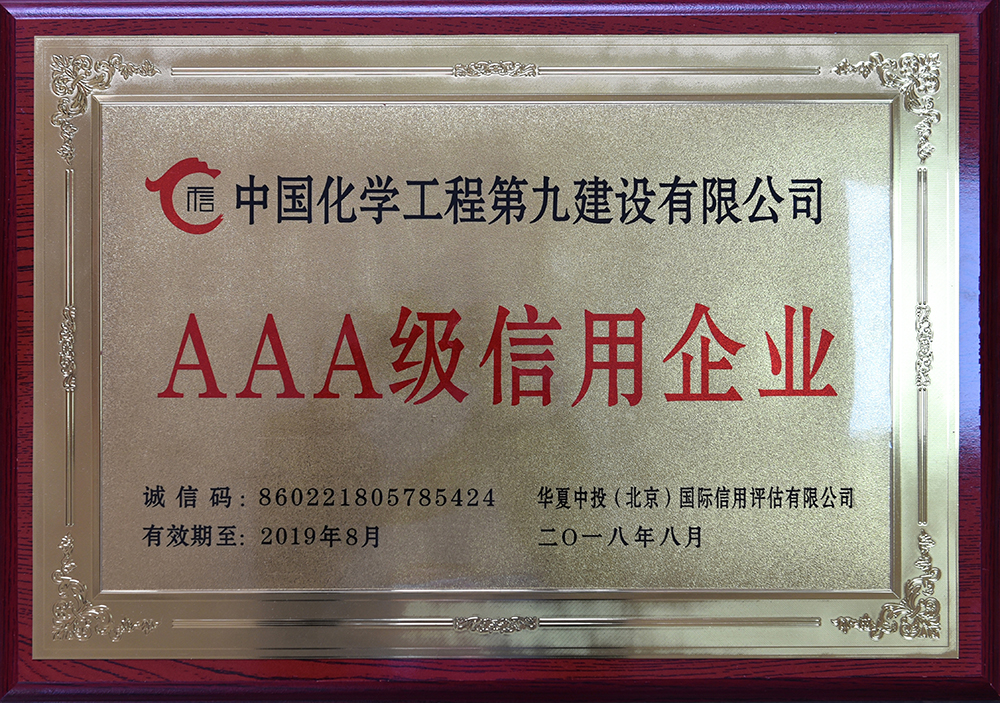 信 中国化学工程第九建设有限公司
AAA级信用企业
诚信码：860221805785424
有效期至：2019年8月
华夏中投（北京）国际信用评估有限公司
二〇一八年八月